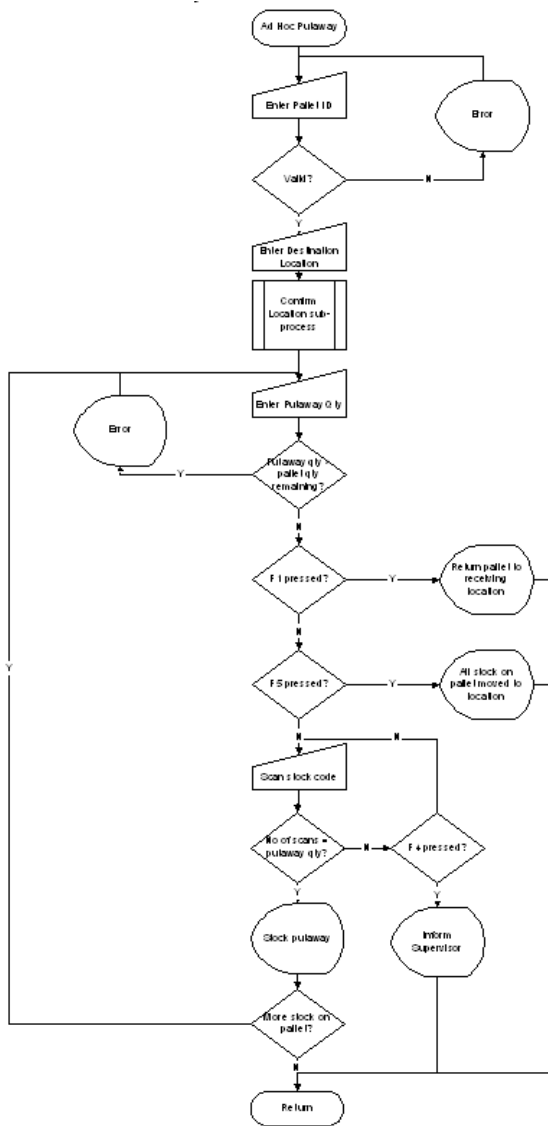 Ad Hoc Putaway
Enter Pallet ID
Error
Valid?
N
Y
Enter Destination
Location
Confirm
Location sub-
process
Enter Putaway Qty
Error
Putaway qty >
pallet qty
remaining?
Y
N
F1 pressed?
Y
Return pallet to
receiving
location
N
Y
F5 pressed?
Y
All stock on
pallet moved to
location
N
N
Scan stock code
No of scans =
putaway qty?
N
F4 pressed?
Y
Y
Stock putaway
Inform
Supervisor
More stock on
pallet?
N
Return